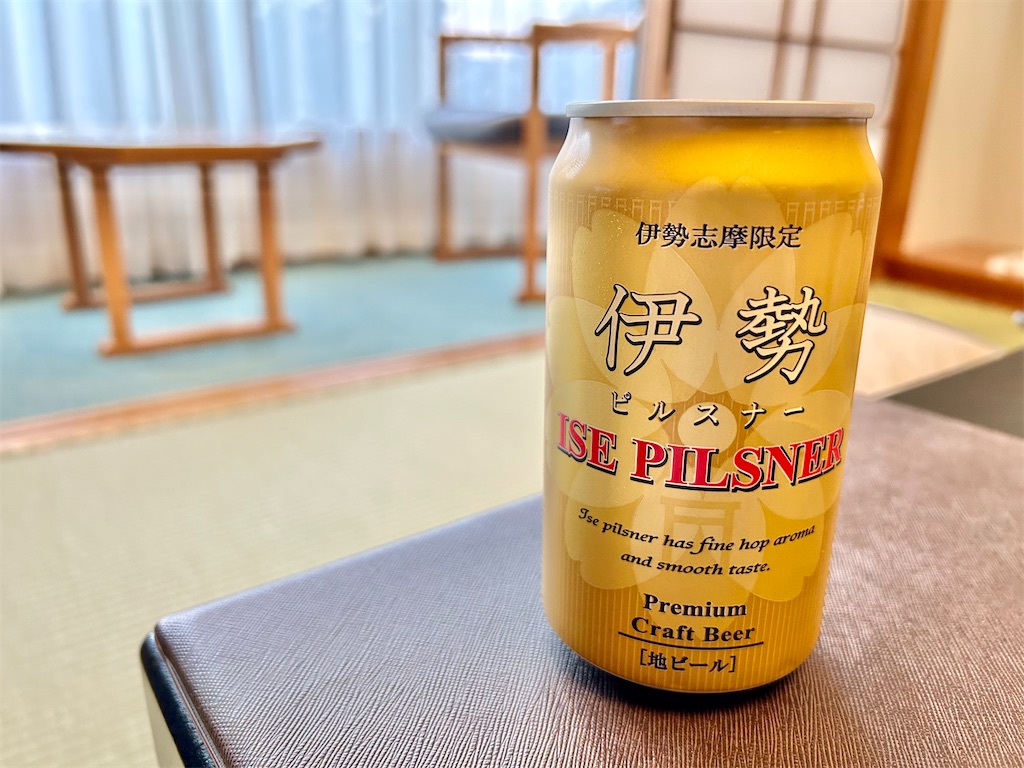 伊勢志摩限定
伊勢
ピルスナー
ISE PILSNER
Ise pilsner has fine hop aroma
and smooth taste.
Premium
Craft Beer
[地ビール]